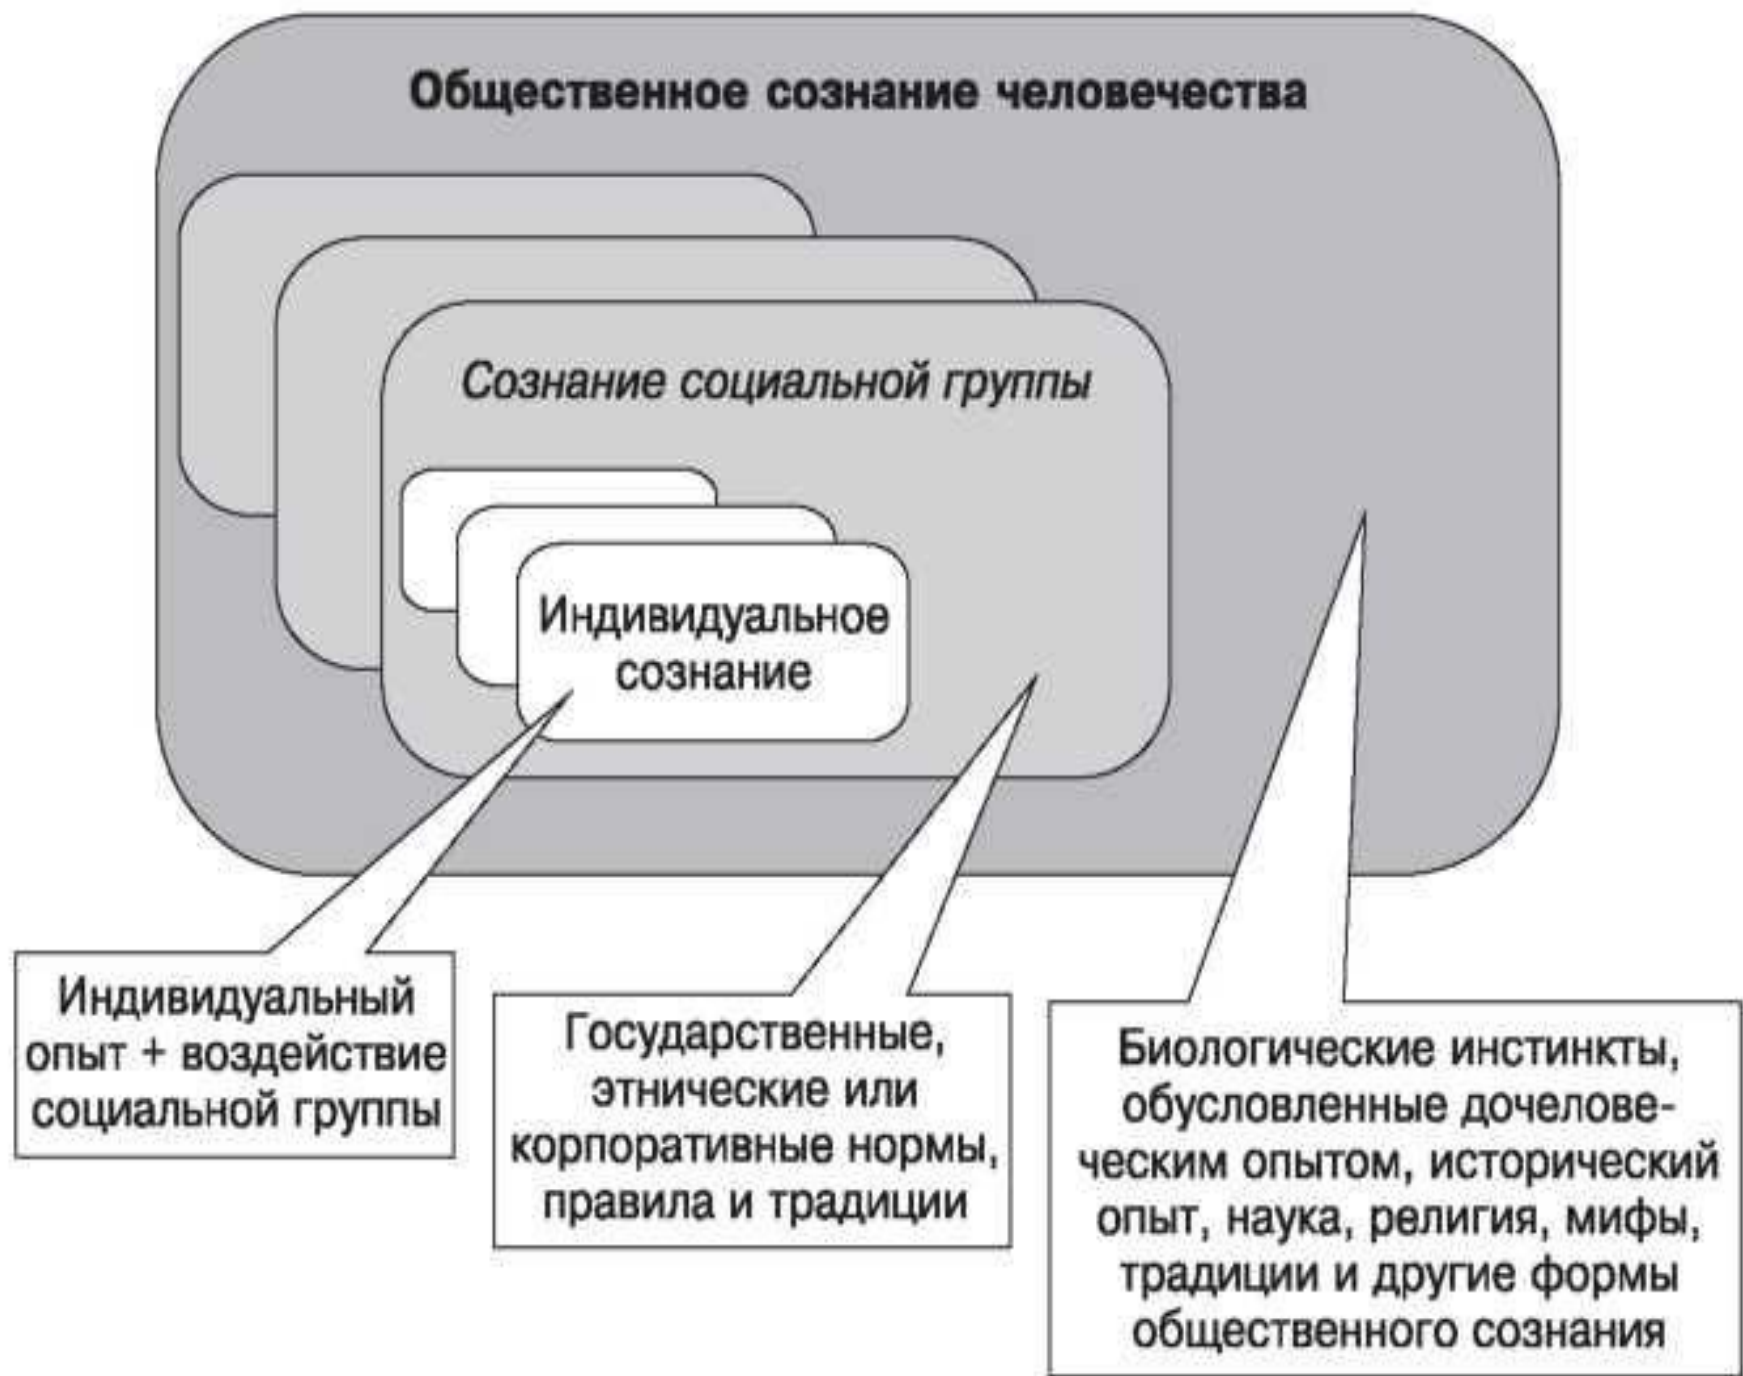 Общественное сознание человечества
Сознание социальной группы
Индивидуальное
сознание
Индивидуальный
опыт + воздействие
социальной группы
Государственные,
этнические или
корпоративные нормы,
правила и традиции
Биологические инстинкты,
обусловленные дочелове-
ческим опытом, исторический
опыт, наука, религия, мифы,
традиции и другие формы
общественного сознания